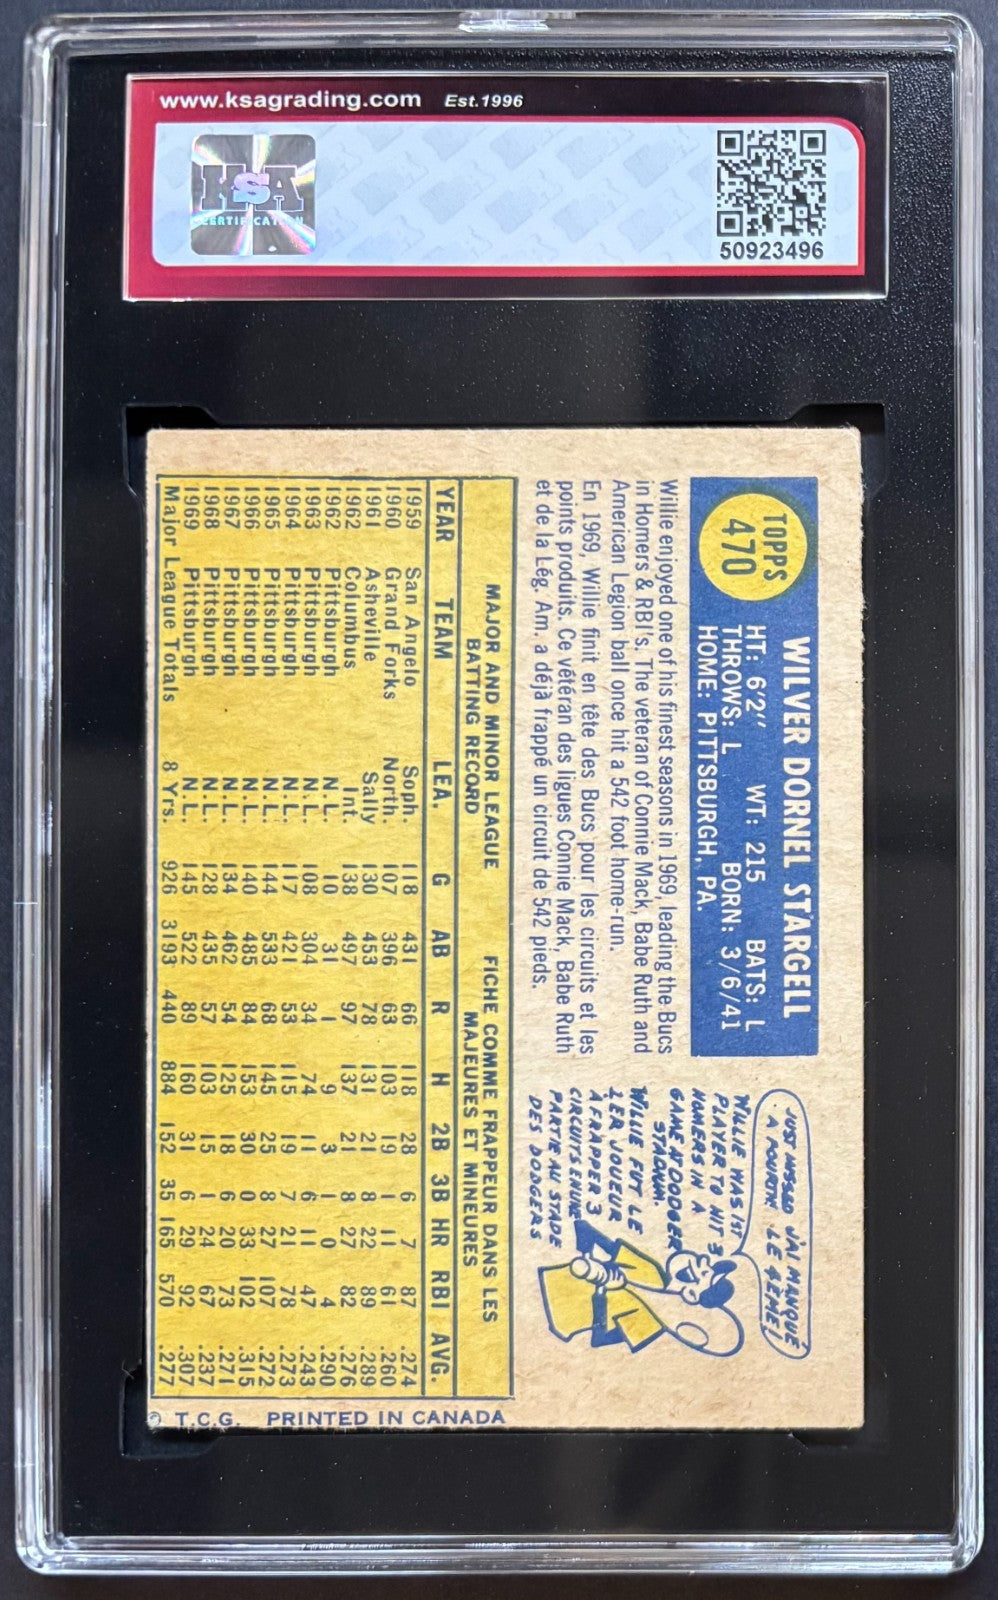 www.ksagrading.com Est.1996
KSA
CERTIFICATION
50923496
TOPPS
470
WILVER DORNEL STARGELL
HT: 6'2" WT: 215 BATS: L
THROWS: L BORN: 3/6/41
HOME: PITTSBURGH, PA.
Willie enjoyed one of his finest seasons in 1969, leading the Bucs
in Homers & RBI's. The veteran of Connie Mack, Babe Ruth and
American Legion ball once hit a 542 foot home-run.
En 1969, Willie finit en tête des Bucs pour les circuits et les
points produits. Ce vétéran des ligues Connie Mack, Babe Ruth
et de la Lég. Am. a déjà frappé un circuit de 542 pieds.
JUST MISSED J'AI MANQUÉ
A FOURTH! LE 4ÈME!
WILLIE WAS 1ST
PLAYER TO HIT 3
HOMERS IN A
GAME AT DODGER
STADIUM.
WILLIE FUT LE
1ER JOUEUR
À FRAPPER 3
CIRCUITS EN UNE
PARTIE AU STADE
DES DODGERS
MAJOR AND MINOR LEAGUE FICHE COMME FRAPPEUR DANS LES
BATTING RECORD MAJEURES ET MINEURES
YEAR TEAM LEA. G AB R H 2B 3B HR RBI AVG.
1959 San Angelo Soph. 118 431 66 118 28 6 7 87 .274
1960 Grand Forks North. 107 396 63 103 19 1 11 61 .260
1961 Asheville Sally 130 453 78 131 21 8 22 89 .289
1962 Columbus Int. 138 497 97 137 21 8 27 82 .276
1962 Pittsburgh N.L. 10 31 1 9 3 1 0 4 .290
1963 Pittsburgh N.L. 108 304 34 74 11 6 11 47 .243
1964 Pittsburgh N.L. 117 421 53 115 19 7 21 78 .273
1965 Pittsburgh N.L. 144 533 68 145 25 8 27 107 .272
1966 Pittsburgh N.L. 140 485 84 153 30 0 33 102 .315
1967 Pittsburgh N.L. 134 462 54 125 18 6 20 73 .271
1968 Pittsburgh N.L. 128 435 57 103 15 1 24 67 .237
1969 Pittsburgh N.L. 145 522 89 160 31 6 29 92 .307
Major League Totals 8 Yrs. 926 3193 440 884 152 35 165 570 .277
© T.C.G. PRINTED IN CANADA